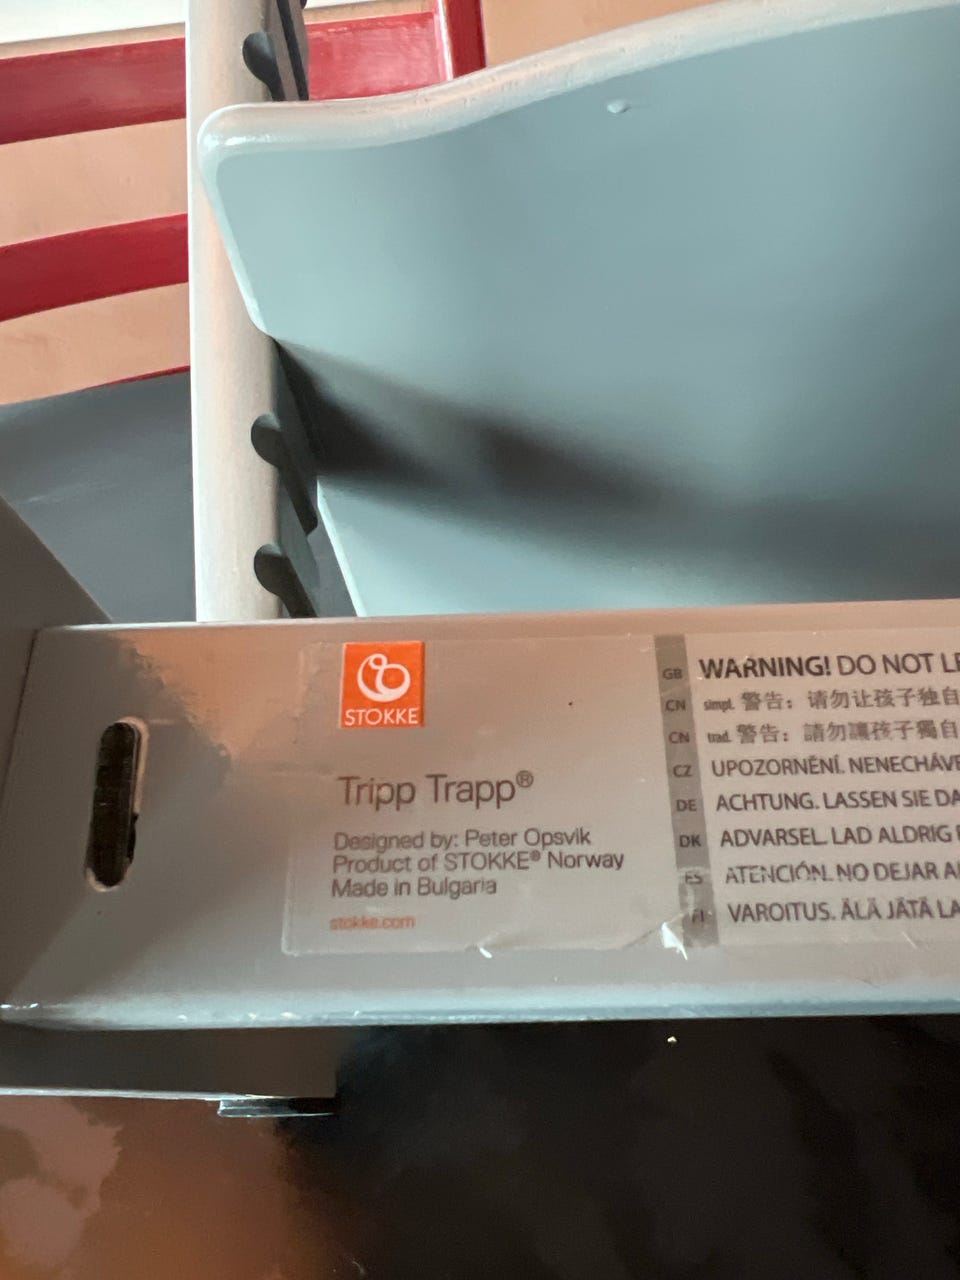 STOKKE
Tripp Trapp®
Designed by: Peter Opsvik
Product of STOKKE® Norway
Made in Bulgaria
stokke.com
GB WARNING! DO NOT LE
CN simpl. 警告：请勿让孩子独自
CN trad. 警告：請勿讓孩子獨自
CZ UPOZORNĚNÍ. NENECHÁVE
DE ACHTUNG. LASSEN SIE DA
DK ADVARSEL. LAD ALDRIG
ES ATENCIÓN. NO DEJAR
FI VAROITUS. ÄLÄ JÄTÄ LA